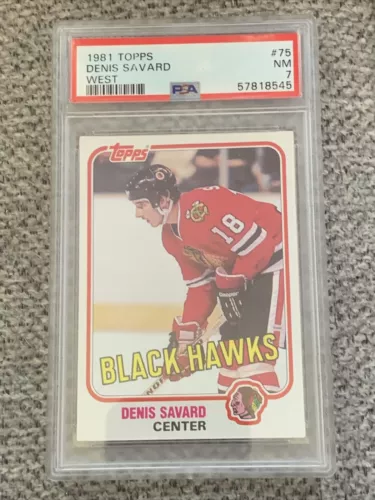 1981 TOPPS #75
DENIS SAVARD NM
WEST 7
PSA 57818545
Topps
18
BLACK HAWKS
DENIS SAVARD
CENTER